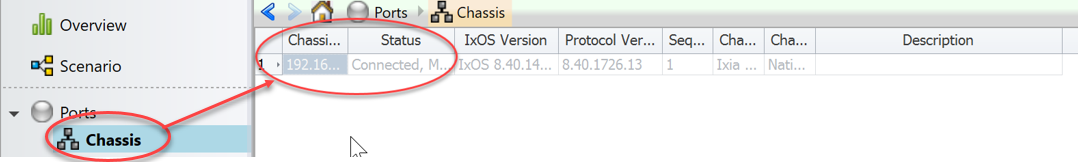 Overview
Scenario
Ports
Chassis
Ports Chassis
Chassi... Status IxOS Version Protocol Ver... Seq... Cha... Cha... Description
1 192.16... Connected, M... IxOS 8.40.14... 8.40.1726.13 1 Ixia ... Nati...